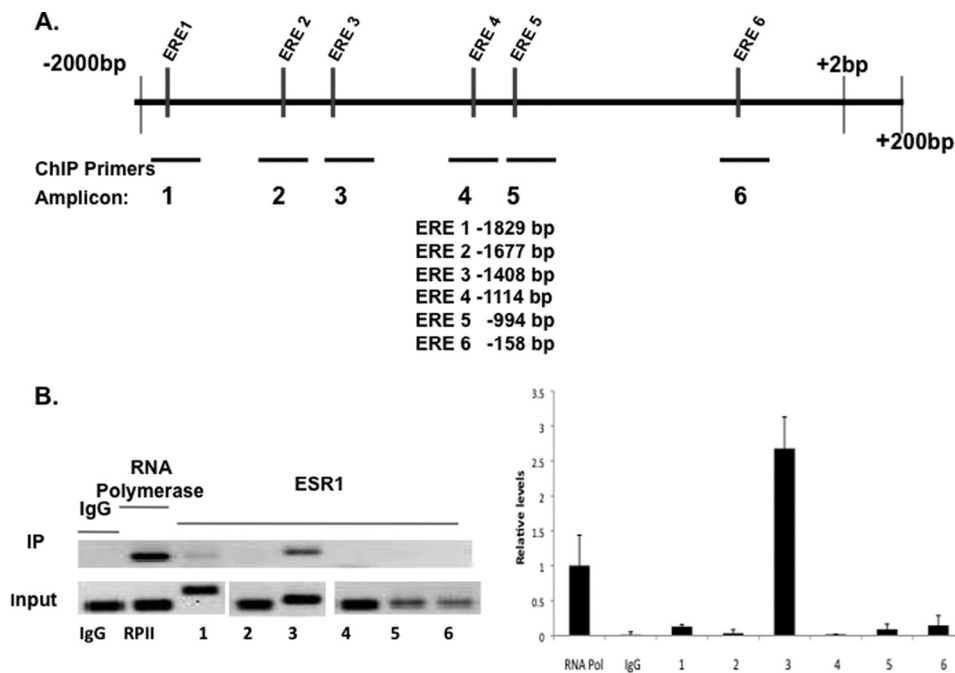 A.
ERE1
ERE 2
ERE 3
ERE 4
ERE 5
ERE 6
-2000bp
+2bp
+200bp
ChIP Primers
Amplicon: 1 2 3 4 5 6
ERE 1 -1829 bp
ERE 2 -1677 bp
ERE 3 -1408 bp
ERE 4 -1114 bp
ERE 5 -994 bp
ERE 6 -158 bp
B.
RNA
Polymerase
IgG
ESR1
IP
Input
IgG RPII 1 2 3 4 5 6
Relative levels
3.5
3
2.5
2
1.5
1
0.5
0
RNA Pol IgG 1 2 3 4 5 6